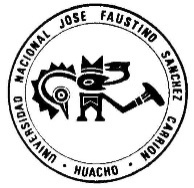 UNIVERSIDAD NACIONAL JOSE FAUSTINO SANCHEZ CARRION
· HUACHO ·